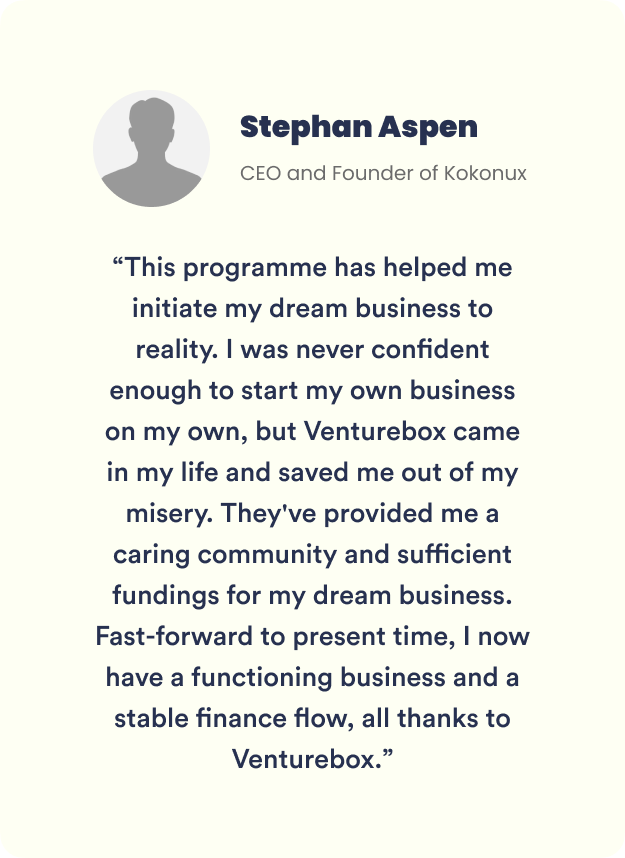 Stephan Aspen
CEO and Founder of Kokonux
“This programme has helped me
initiate my dream business to
reality. I was never confident
enough to start my own business
on my own, but Venturebox came
in my life and saved me out of my
misery. They've provided me a
caring community and sufficient
fundings for my dream business.
Fast-forward to present time, I now
have a functioning business and a
stable finance flow, all thanks to
Venturebox.”